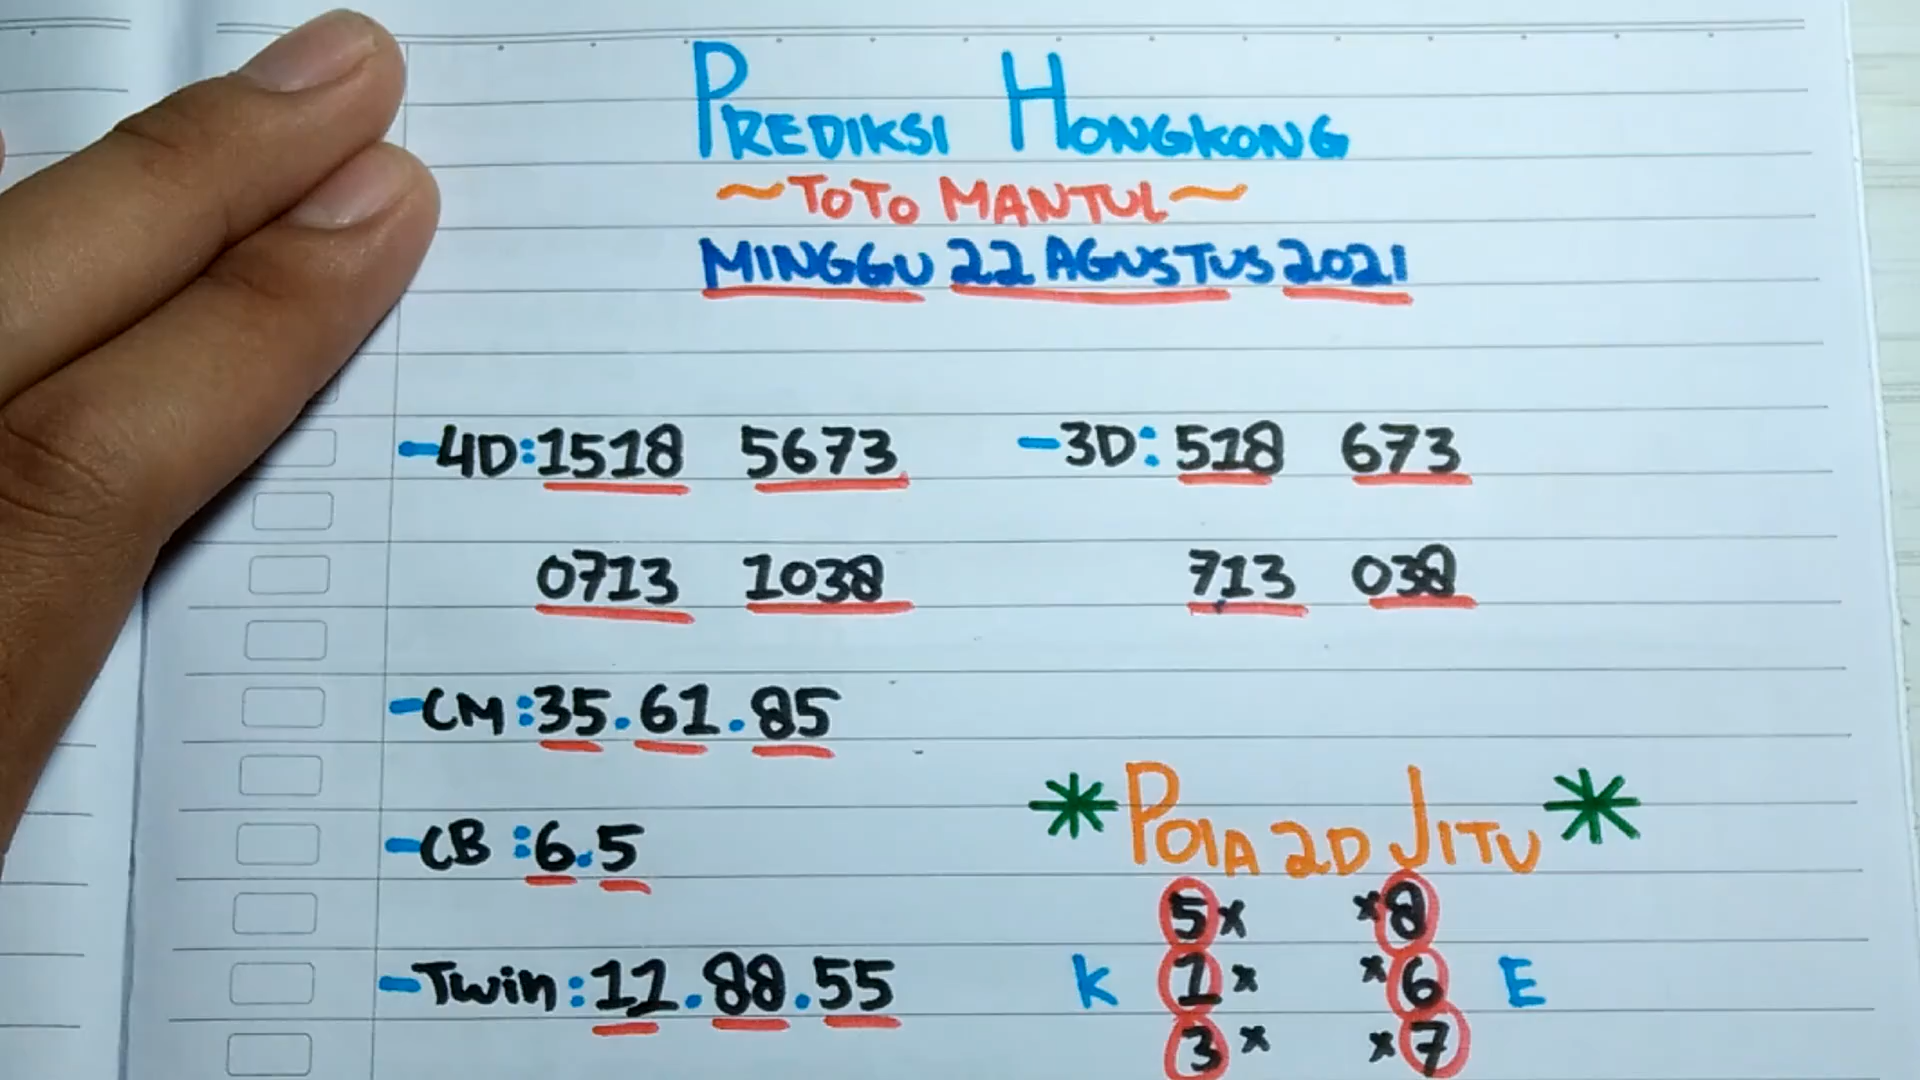 PREDIKSI HONGKONG
~TOTO MANTUL~
MINGGU 22 AGUSTUS 2021
-4D:1518 5673 -3D:518 673
0713 1038 713 038
-CM:35.61.85
-CB:6.5
*POlA 2D JITU*
5x x8
-Twin:11.88.55 K 1x x6 E
3x x7